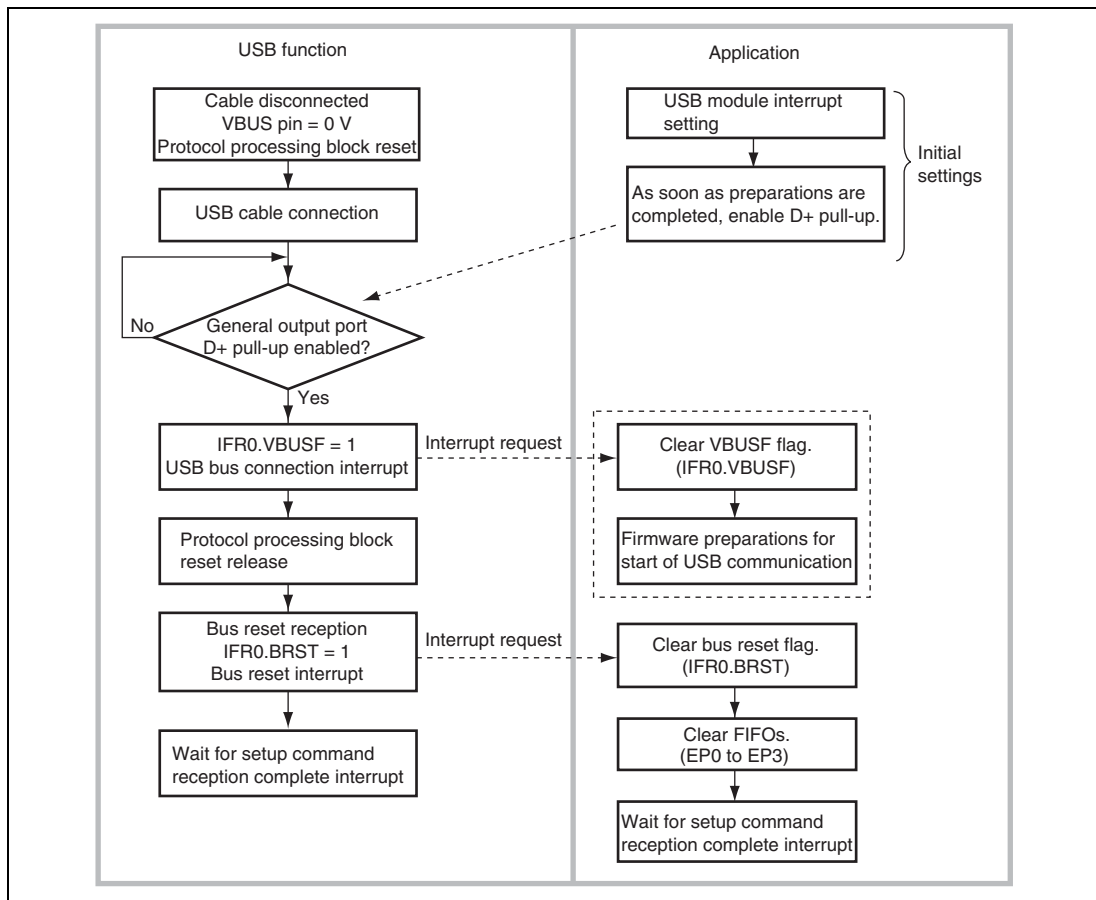 USB function
Cable disconnected
VBUS pin = 0 V
Protocol processing block reset
USB cable connection
No
General output port
D+ pull-up enabled?
Yes
IFR0.VBUSF = 1
USB bus connection interrupt
Interrupt request
Protocol processing block
reset release
Bus reset reception
IFR0.BRST = 1
Bus reset interrupt
Interrupt request
Wait for setup command
reception complete interrupt
Application
USB module interrupt
setting
As soon as preparations are
completed, enable D+ pull-up.
Initial
settings
Clear VBUSF flag.
(IFR0.VBUSF)
Firmware preparations for
start of USB communication
Clear bus reset flag.
(IFR0.BRST)
Clear FIFOs.
(EP0 to EP3)
Wait for setup command
reception complete interrupt